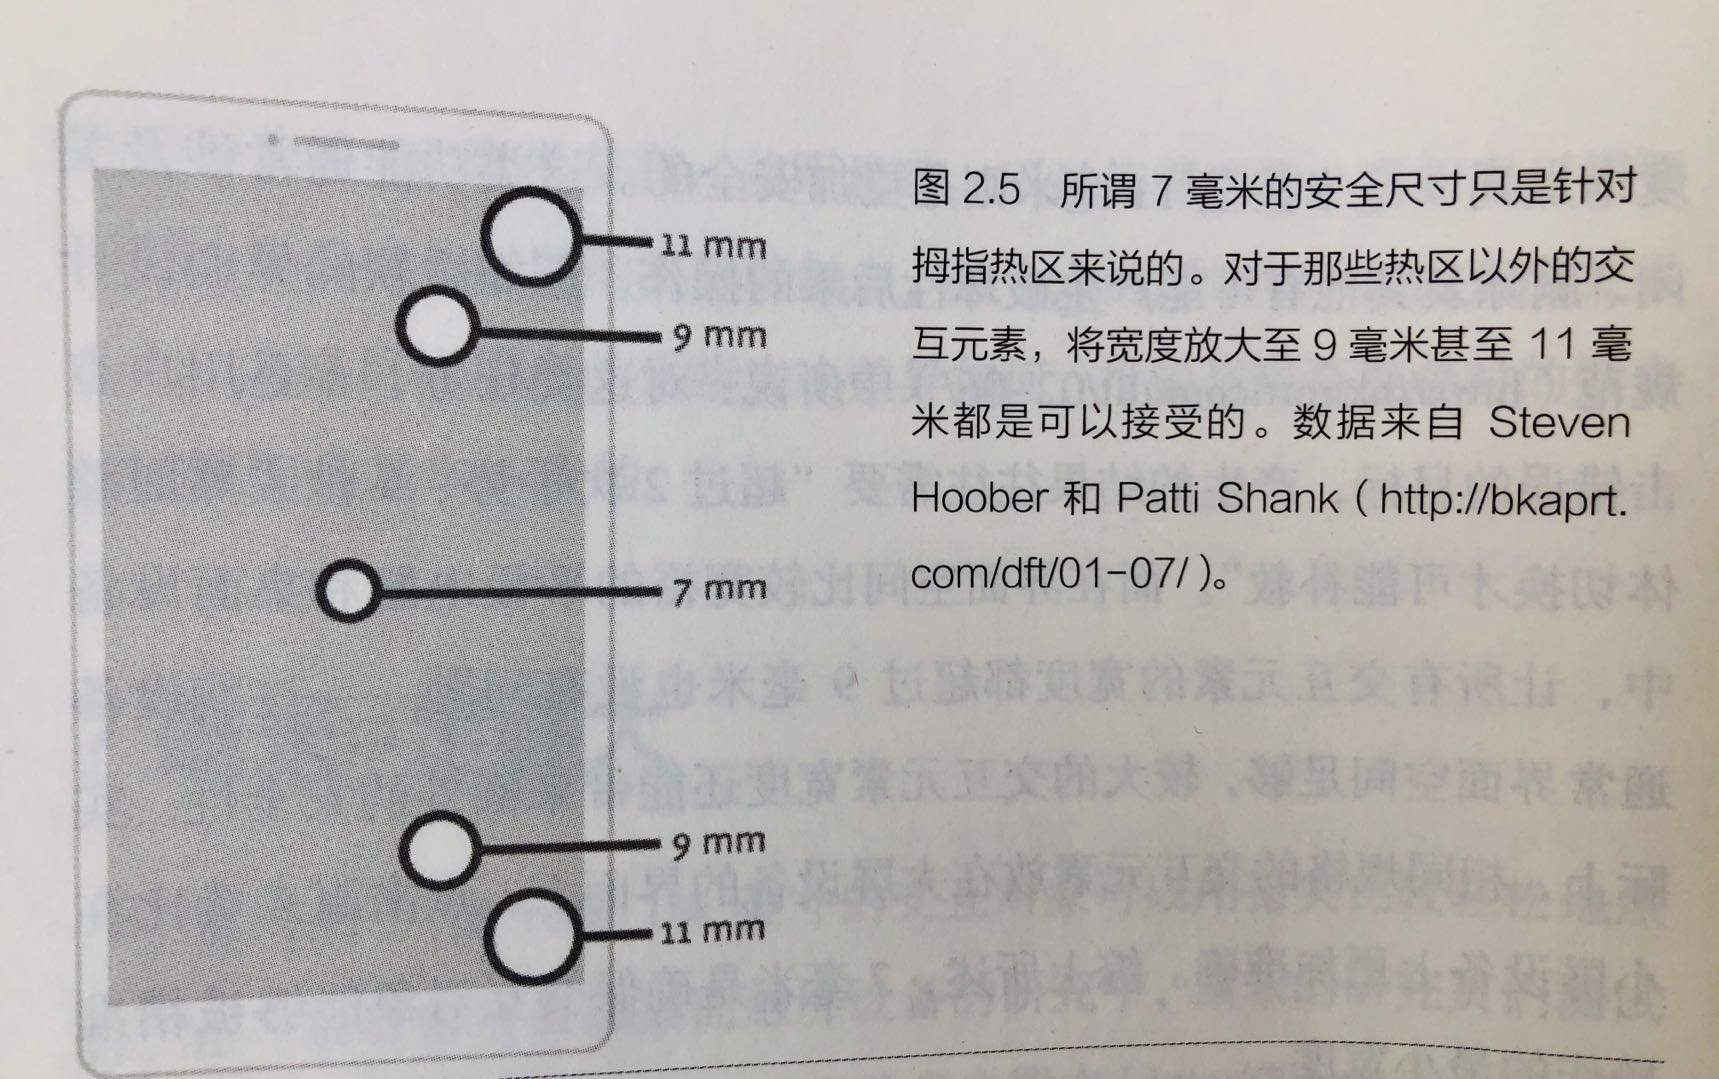 11 mm
9 mm
7 mm
9 mm
11 mm
图 2.5 所谓 7 毫米的安全尺寸只是针对
拇指热区来说的。对于那些热区以外的交
互元素，将宽度放大至 9 毫米甚至 11 毫
米都是可以接受的。数据来自 Steven
Hoober 和 Patti Shank（http://bkaprt.
com/dft/01-07/）。